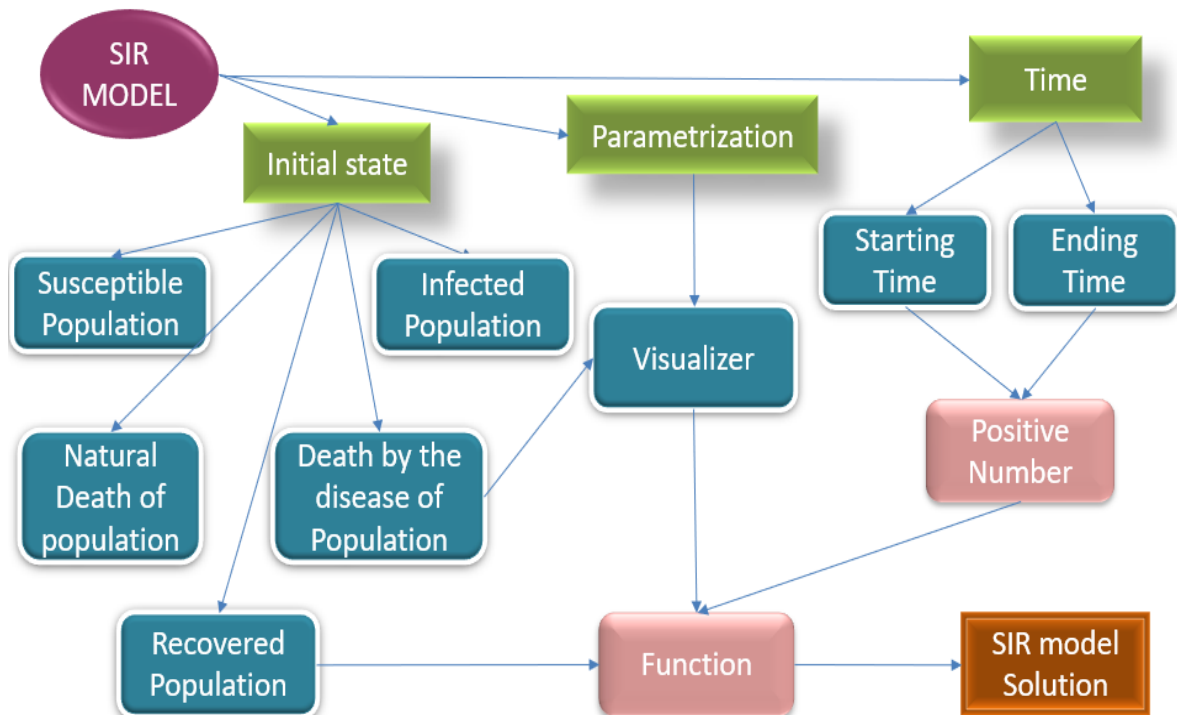 SIR
MODEL
Time
Parametrization
Initial state
Starting
Time
Ending
Time
Susceptible
Population
Infected
Population
Visualizer
Positive
Number
Natural
Death of
population
Death by the
disease of
Population
Recovered
Population
Function
SIR model
Solution